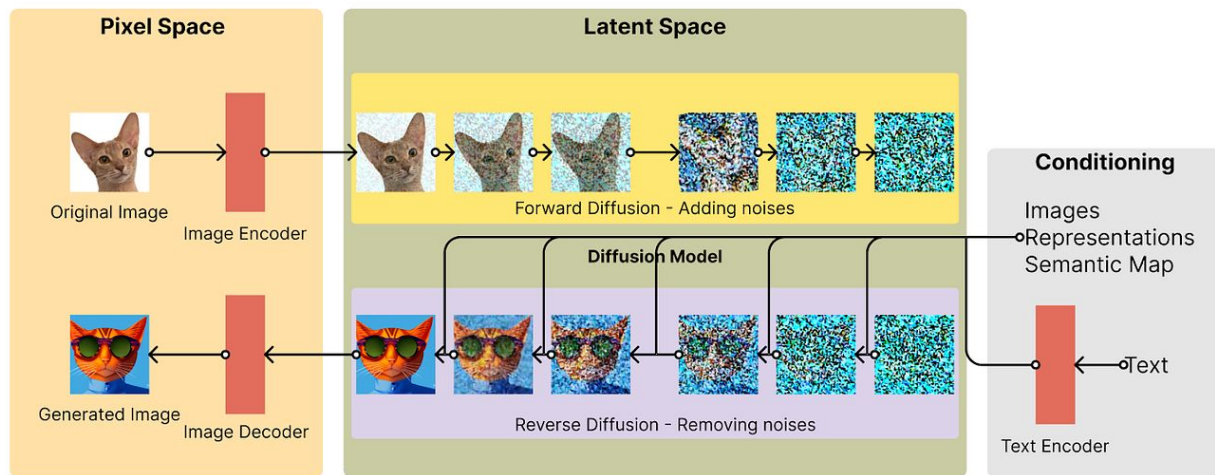 Pixel Space
Latent Space
Original Image
Image Encoder
Forward Diffusion - Adding noises
Conditioning
Images
Representations
Semantic Map
Diffusion Model
Text
Generated Image
Image Decoder
Reverse Diffusion - Removing noises
Text Encoder